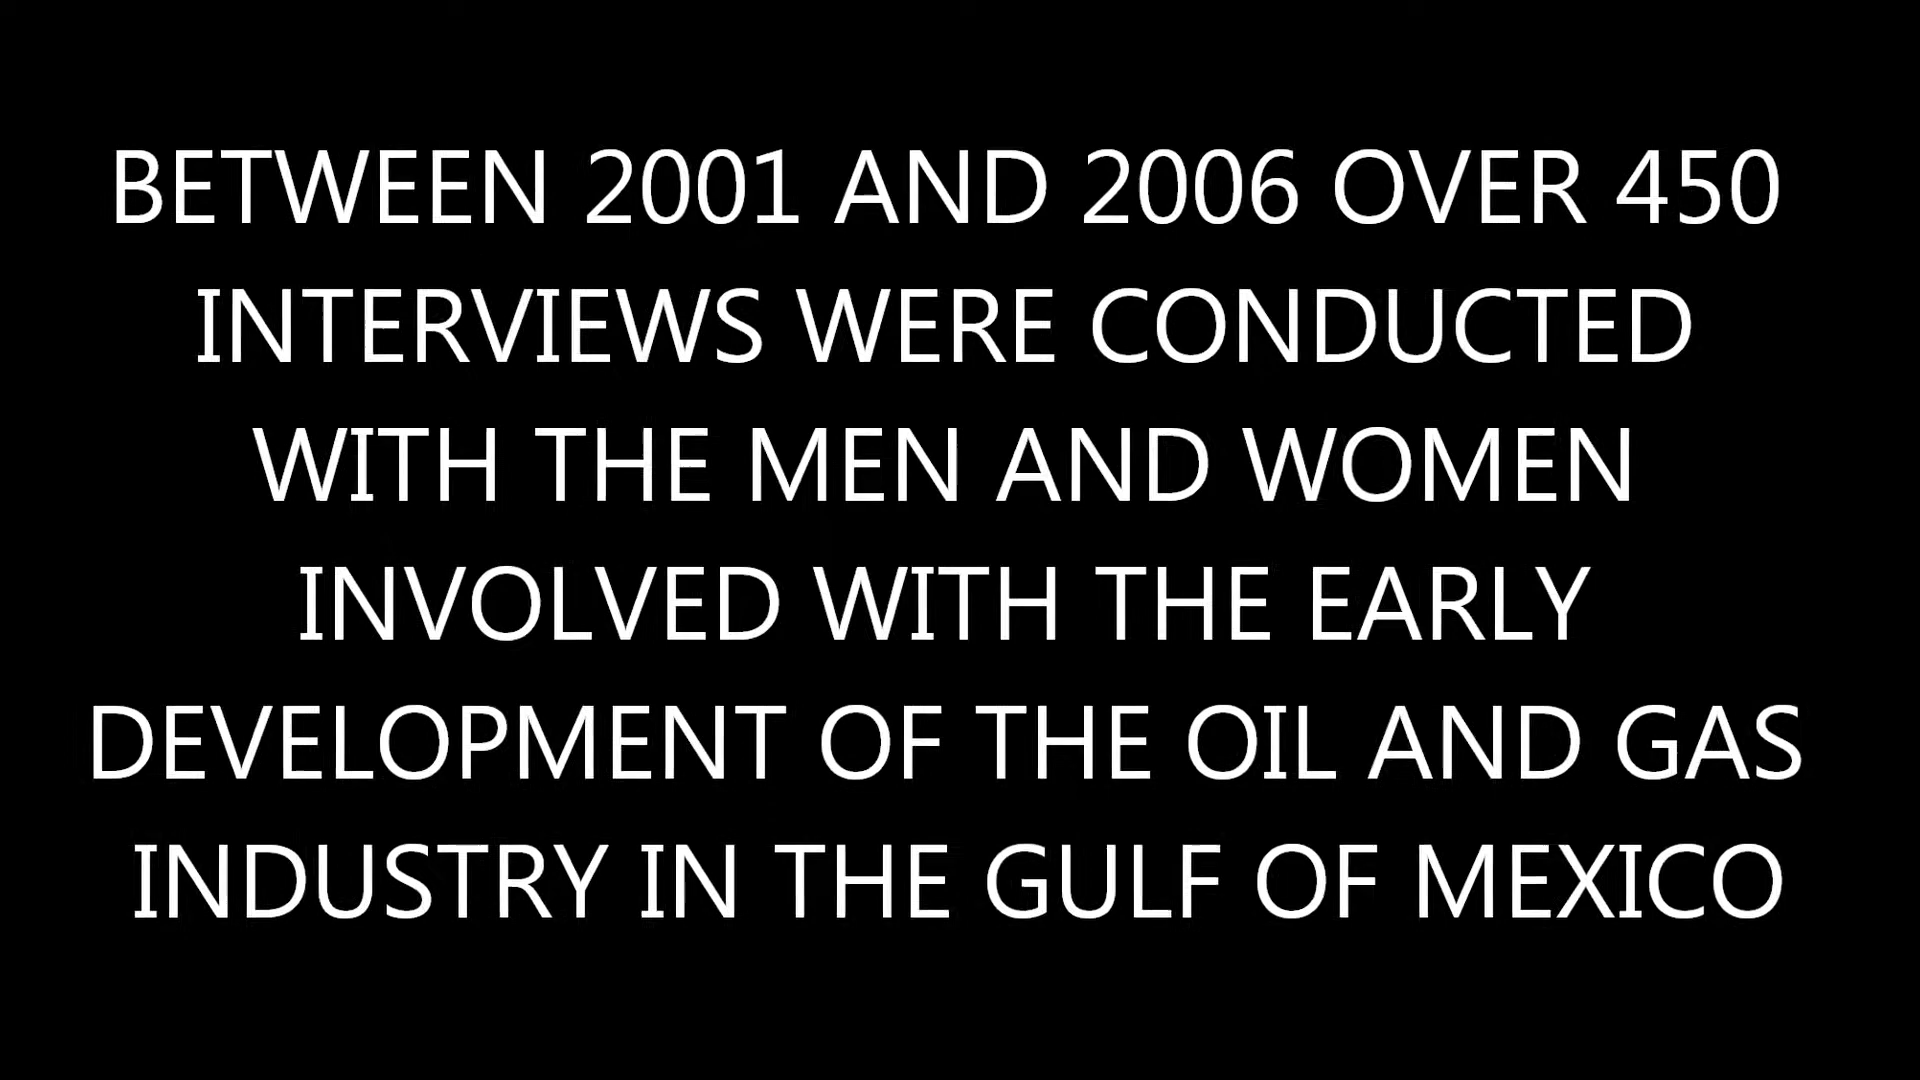 BETWEEN 2001 AND 2006 OVER 450
INTERVIEWS WERE CONDUCTED
WITH THE MEN AND WOMEN
INVOLVED WITH THE EARLY
DEVELOPMENT OF THE OIL AND GAS
INDUSTRY IN THE GULF OF MEXICO